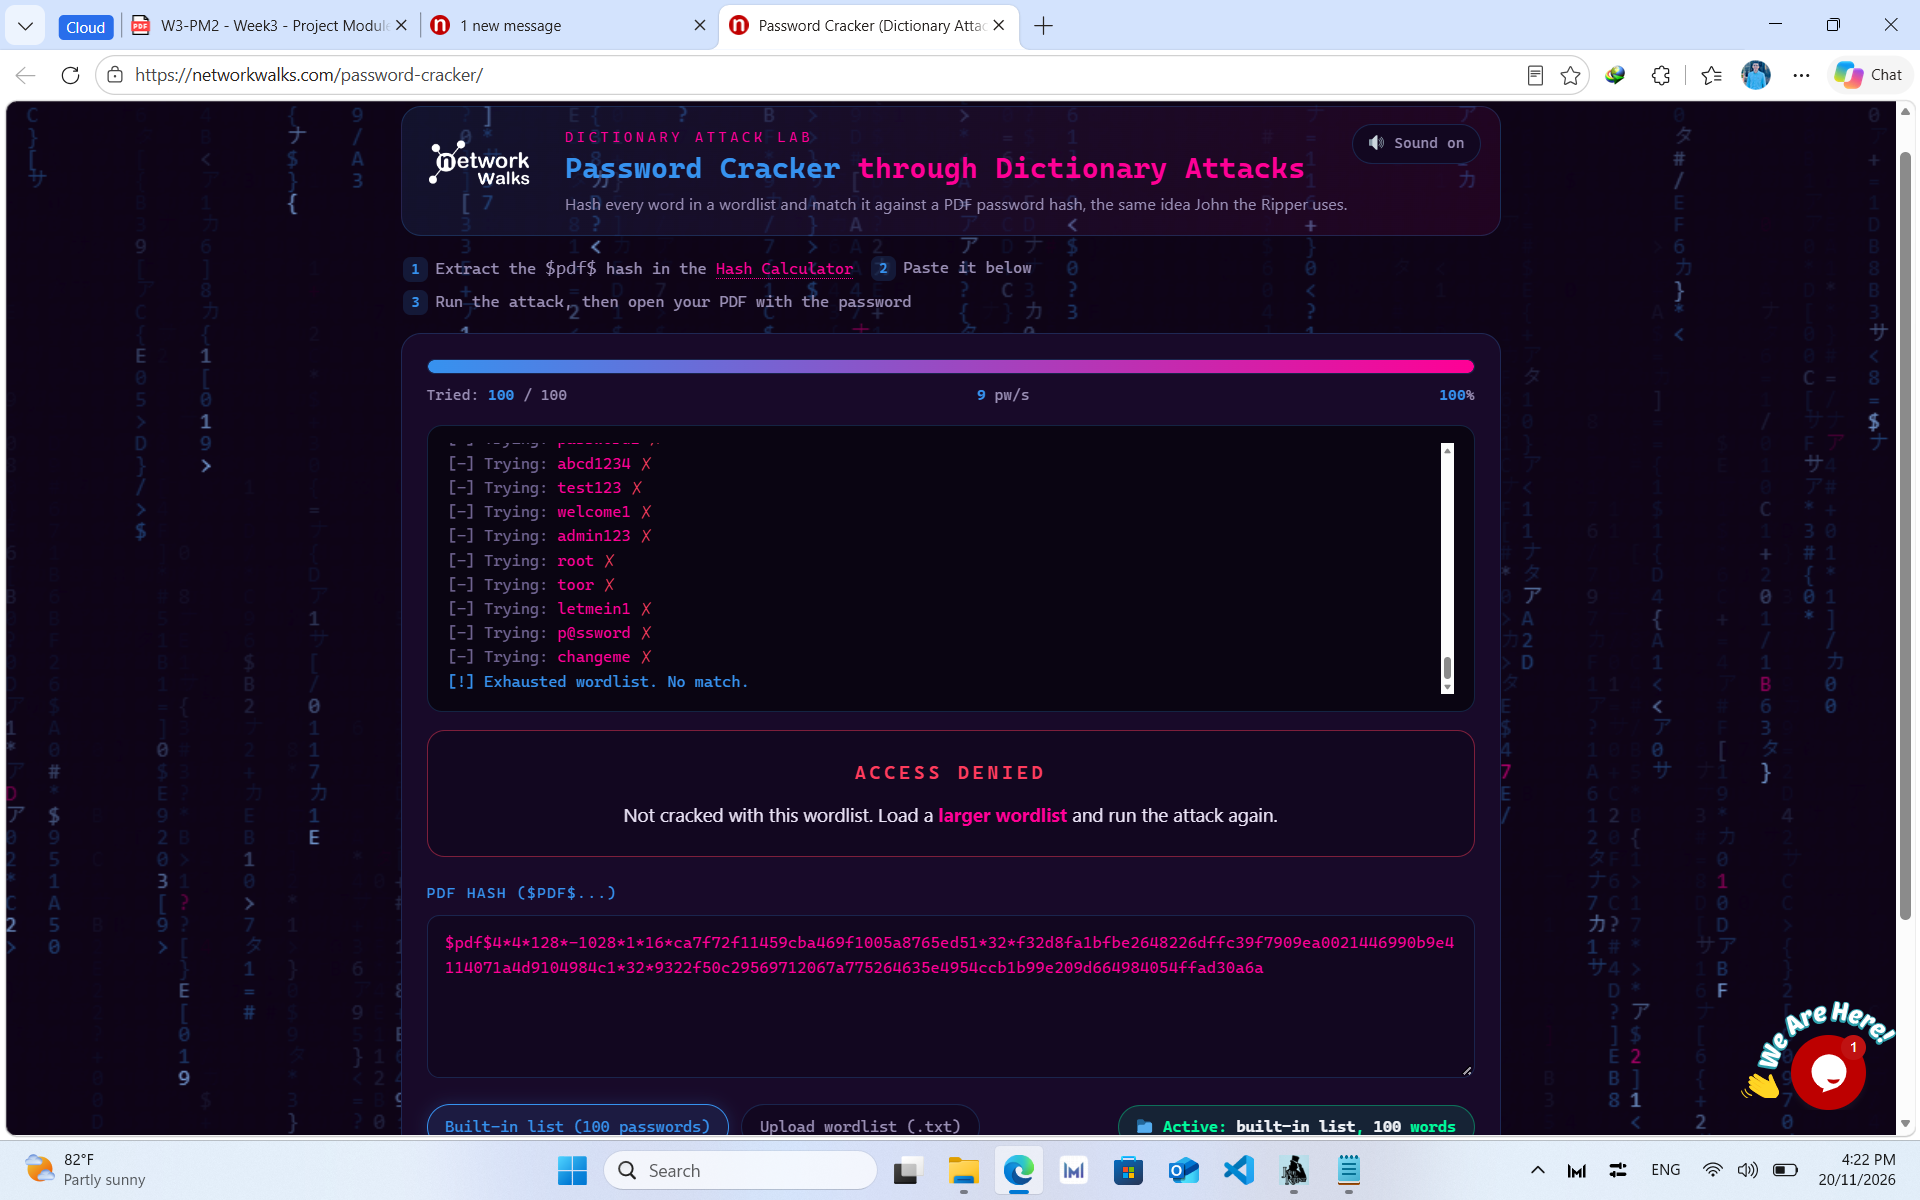 Cloud
W3-PM2 - Week3 - Project Module
1 new message
Password Cracker (Dictionary Attac
https://networkwalks.com/password-cracker/
Chat
network
Walks
DICTIONARY ATTACK LAB
Password Cracker through Dictionary Attacks
Hash every word in a wordlist and match it against a PDF password hash, the same idea John the Ripper uses.
Sound on
1 Extract the $pdf$ hash in the Hash Calculator 2 Paste it below
3 Run the attack, then open your PDF with the password
Tried: 100 / 100
9 pw/s
100%
[-] Trying: abcd1234 ✗
[-] Trying: test123 ✗
[-] Trying: welcome1 ✗
[-] Trying: admin123 ✗
[-] Trying: root ✗
[-] Trying: toor ✗
[-] Trying: letmein1 ✗
[-] Trying: p@ssword ✗
[-] Trying: changeme ✗
[!] Exhausted wordlist. No match.
ACCESS DENIED
Not cracked with this wordlist. Load a larger wordlist and run the attack again.
PDF HASH ($PDF$...)
$pdf$4*4*128*-1028*1*16*ca7f72f11459cba469f1005a8765ed51*32*f32d8fa1bfbe2648226dffc39f7909ea0021446990b9e4
114071a4d9104984c1*32*9322f50c29569712067a775264635e4954ccb1b99e209d664984054ffad30a6a
Built-in list (100 passwords)
Upload wordlist (.txt)
Active: built-in list, 100 words
We Are Here!
1
82°F
Partly sunny
Search
ENG
4:22 PM
20/11/2026